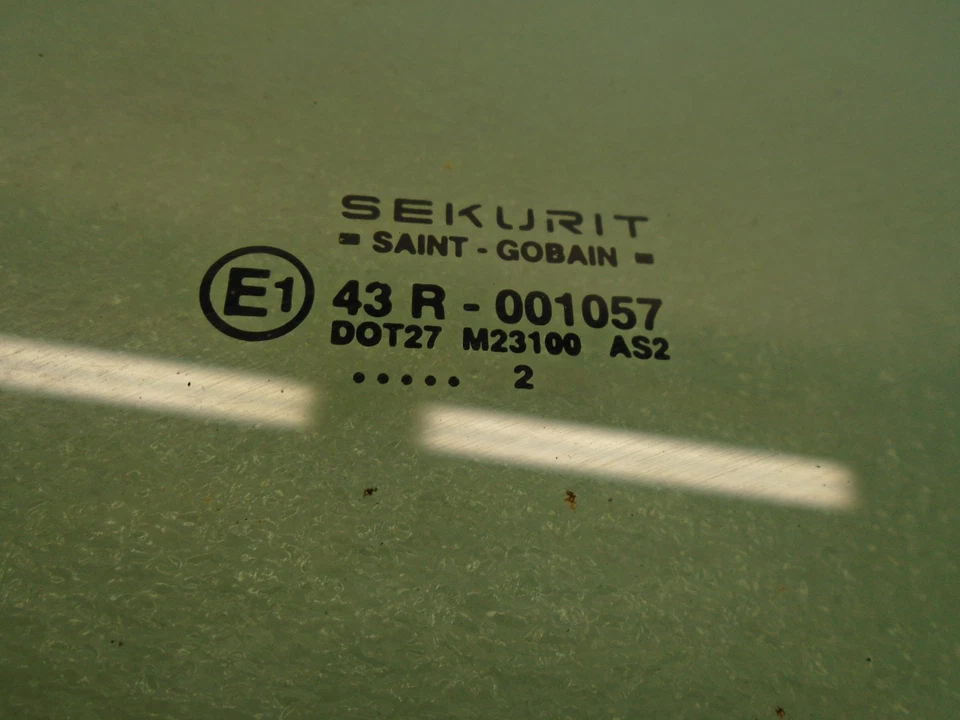 SEKURIT
SAINT - GOBAIN
E1
43 R - 001057
DOT27 M23100 AS2
..... 2